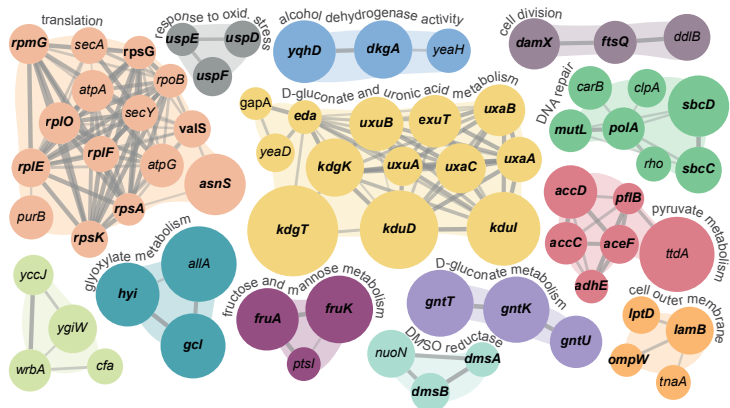 translation
rpmG
secA
rpsG
atpA
rpoB
rplO
secY
valS
rplE
rplF
atpG
asnS
purB
rpsA
rpsK
response to oxid. stress
uspE
uspD
uspF
alcohol dehydrogenase activity
yqhD
dkgA
yeaH
cell division
damX
ftsQ
ddlB
D-gluconate and uronic acid metabolism
gapA
eda
uxuB
exuT
uxaB
yeaD
kdgK
uxuA
uxaC
uxaA
kdgT
kduD
kduI
DNA repair
carB
clpA
sbcD
mutL
polA
rho
sbcC
pyruvate metabolism
accD
pflB
accC
aceF
ttdA
adhE
yccJ
ygiW
wrbA
cfa
glyoxylate metabolism
allA
hyi
gcl
fructose and mannose metabolism
fruA
fruK
ptsI
D-gluconate metabolism
gntT
gntK
gntU
DMSO reductase
nuoN
dmsA
dmsB
cell outer membrane
lptD
lamB
ompW
tnaA